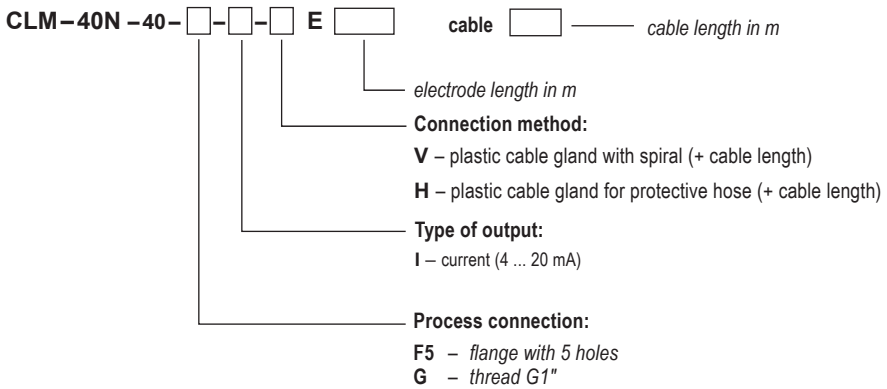 CLM–40N –40– – – E cable cable length in m
electrode length in m
Connection method:
V – plastic cable gland with spiral (+ cable length)
H – plastic cable gland for protective hose (+ cable length)
Type of output:
I – current (4 ... 20 mA)
Process connection:
F5 – flange with 5 holes
G – thread G1"